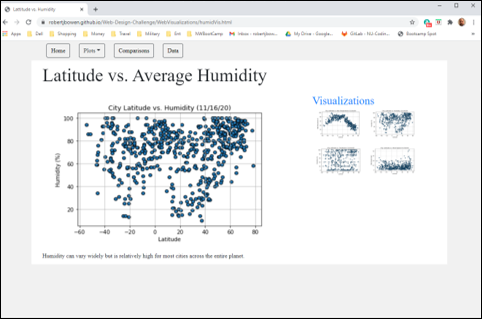 Latitude vs. Humidity
robertjbowen.github.io/Web-Design-Challenge/WebVisualizations/humidVis.html
Apps Dell Shopping Money Travel Military Ent NWBootCamp Inbox - robertjbowe... My Drive - Google... GitLab - NU-Codin... Bootcamp Spot
Home Plots Comparisons Data
Latitude vs. Average Humidity
Visualizations
City Latitude vs. Humidity (11/16/20)
100
80
60
40
20
Humidity (%)
−60 −40 −20 0 20 40 60 80
Latitude
Humidity can vary widely but is relatively high for most cities across the entire planet.